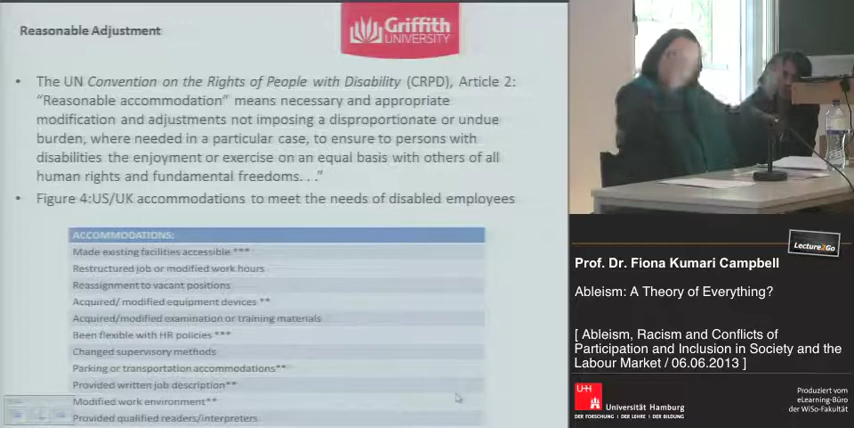 Reasonable Adjustment
Griffith
UNIVERSITY
• The UN Convention on the Rights of People with Disability (CRPD), Article 2:
“Reasonable accommodation” means necessary and appropriate
modification and adjustments not imposing a disproportionate or undue
burden, where needed in a particular case, to ensure to persons with
disabilities the enjoyment or exercise on an equal basis with others of all
human rights and fundamental freedoms. . .”
• Figure 4:US/UK accommodations to meet the needs of disabled employees
ACCOMMODATIONS:
Made existing facilities accessible ***
Restructured job or modified work hours
Reassignment to vacant positions
Acquired/ modified equipment devices **
Acquired/modified examination or training materials
Been flexible with HR policies ***
Changed supervisory methods
Parking or transportation accommodations**
Provided written job description**
Modified work environment**
Provided qualified readers/interpreters
Lecture2Go
Prof. Dr. Fiona Kumari Campbell
Ableism: A Theory of Everything?
[ Ableism, Racism and Conflicts of
Participation and Inclusion in Society and the
Labour Market / 06.06.2013 ]
UH
Universität Hamburg
DER FORSCHUNG | DER LEHRE | DER BILDUNG
Produziert vom
eLearning-Büro
der WiSo-Fakultät